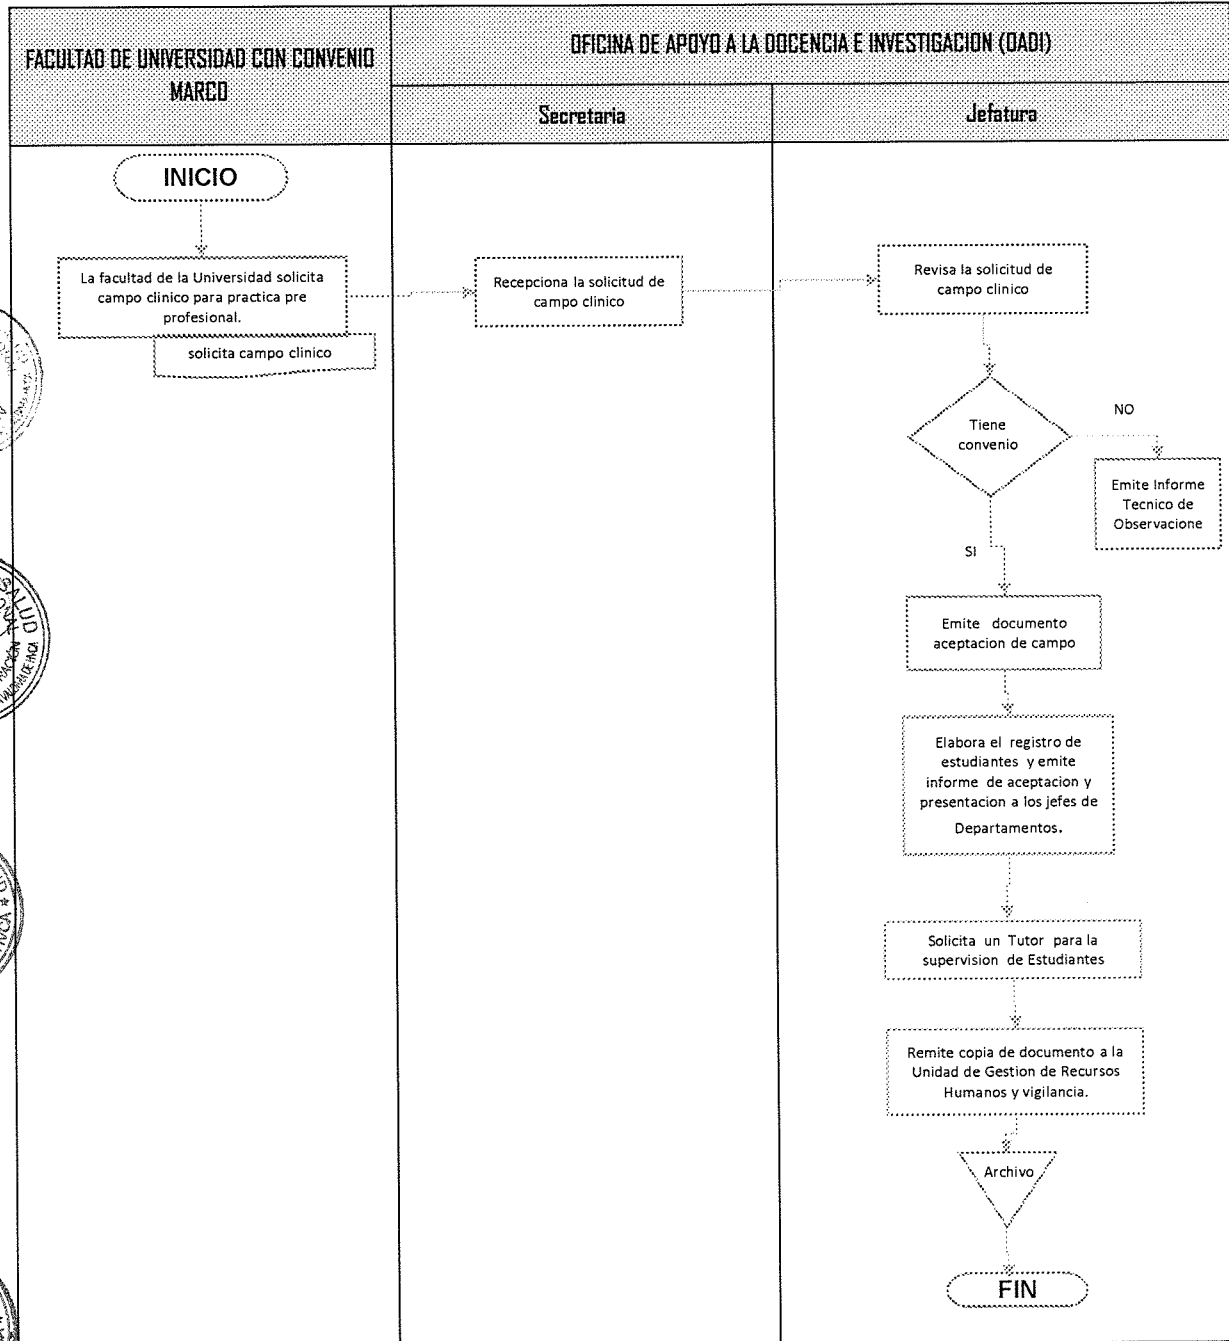 FACULTAD DE UNIVERSIDAD CON CONVENIO
MARCO
OFICINA DE APOYO A LA DOCENCIA E INVESTIGACION (OADI)
Secretaria
Jefatura
INICIO
La facultad de la Universidad solicita
campo clinico para practica pre
profesional.
solicita campo clinico
Recepciona la solicitud de
campo clinico
Revisa la solicitud de
campo clinico
Tiene
convenio
NO
Emite Informe
Tecnico de
Observacione
SI
Emite documento
aceptacion de campo
Elabora el registro de
estudiantes y emite
informe de aceptacion y
presentacion a los jefes de
Departamentos.
Solicita un Tutor para la
supervision de Estudiantes
Remite copia de documento a la
Unidad de Gestion de Recursos
Humanos y vigilancia.
Archivo
FIN